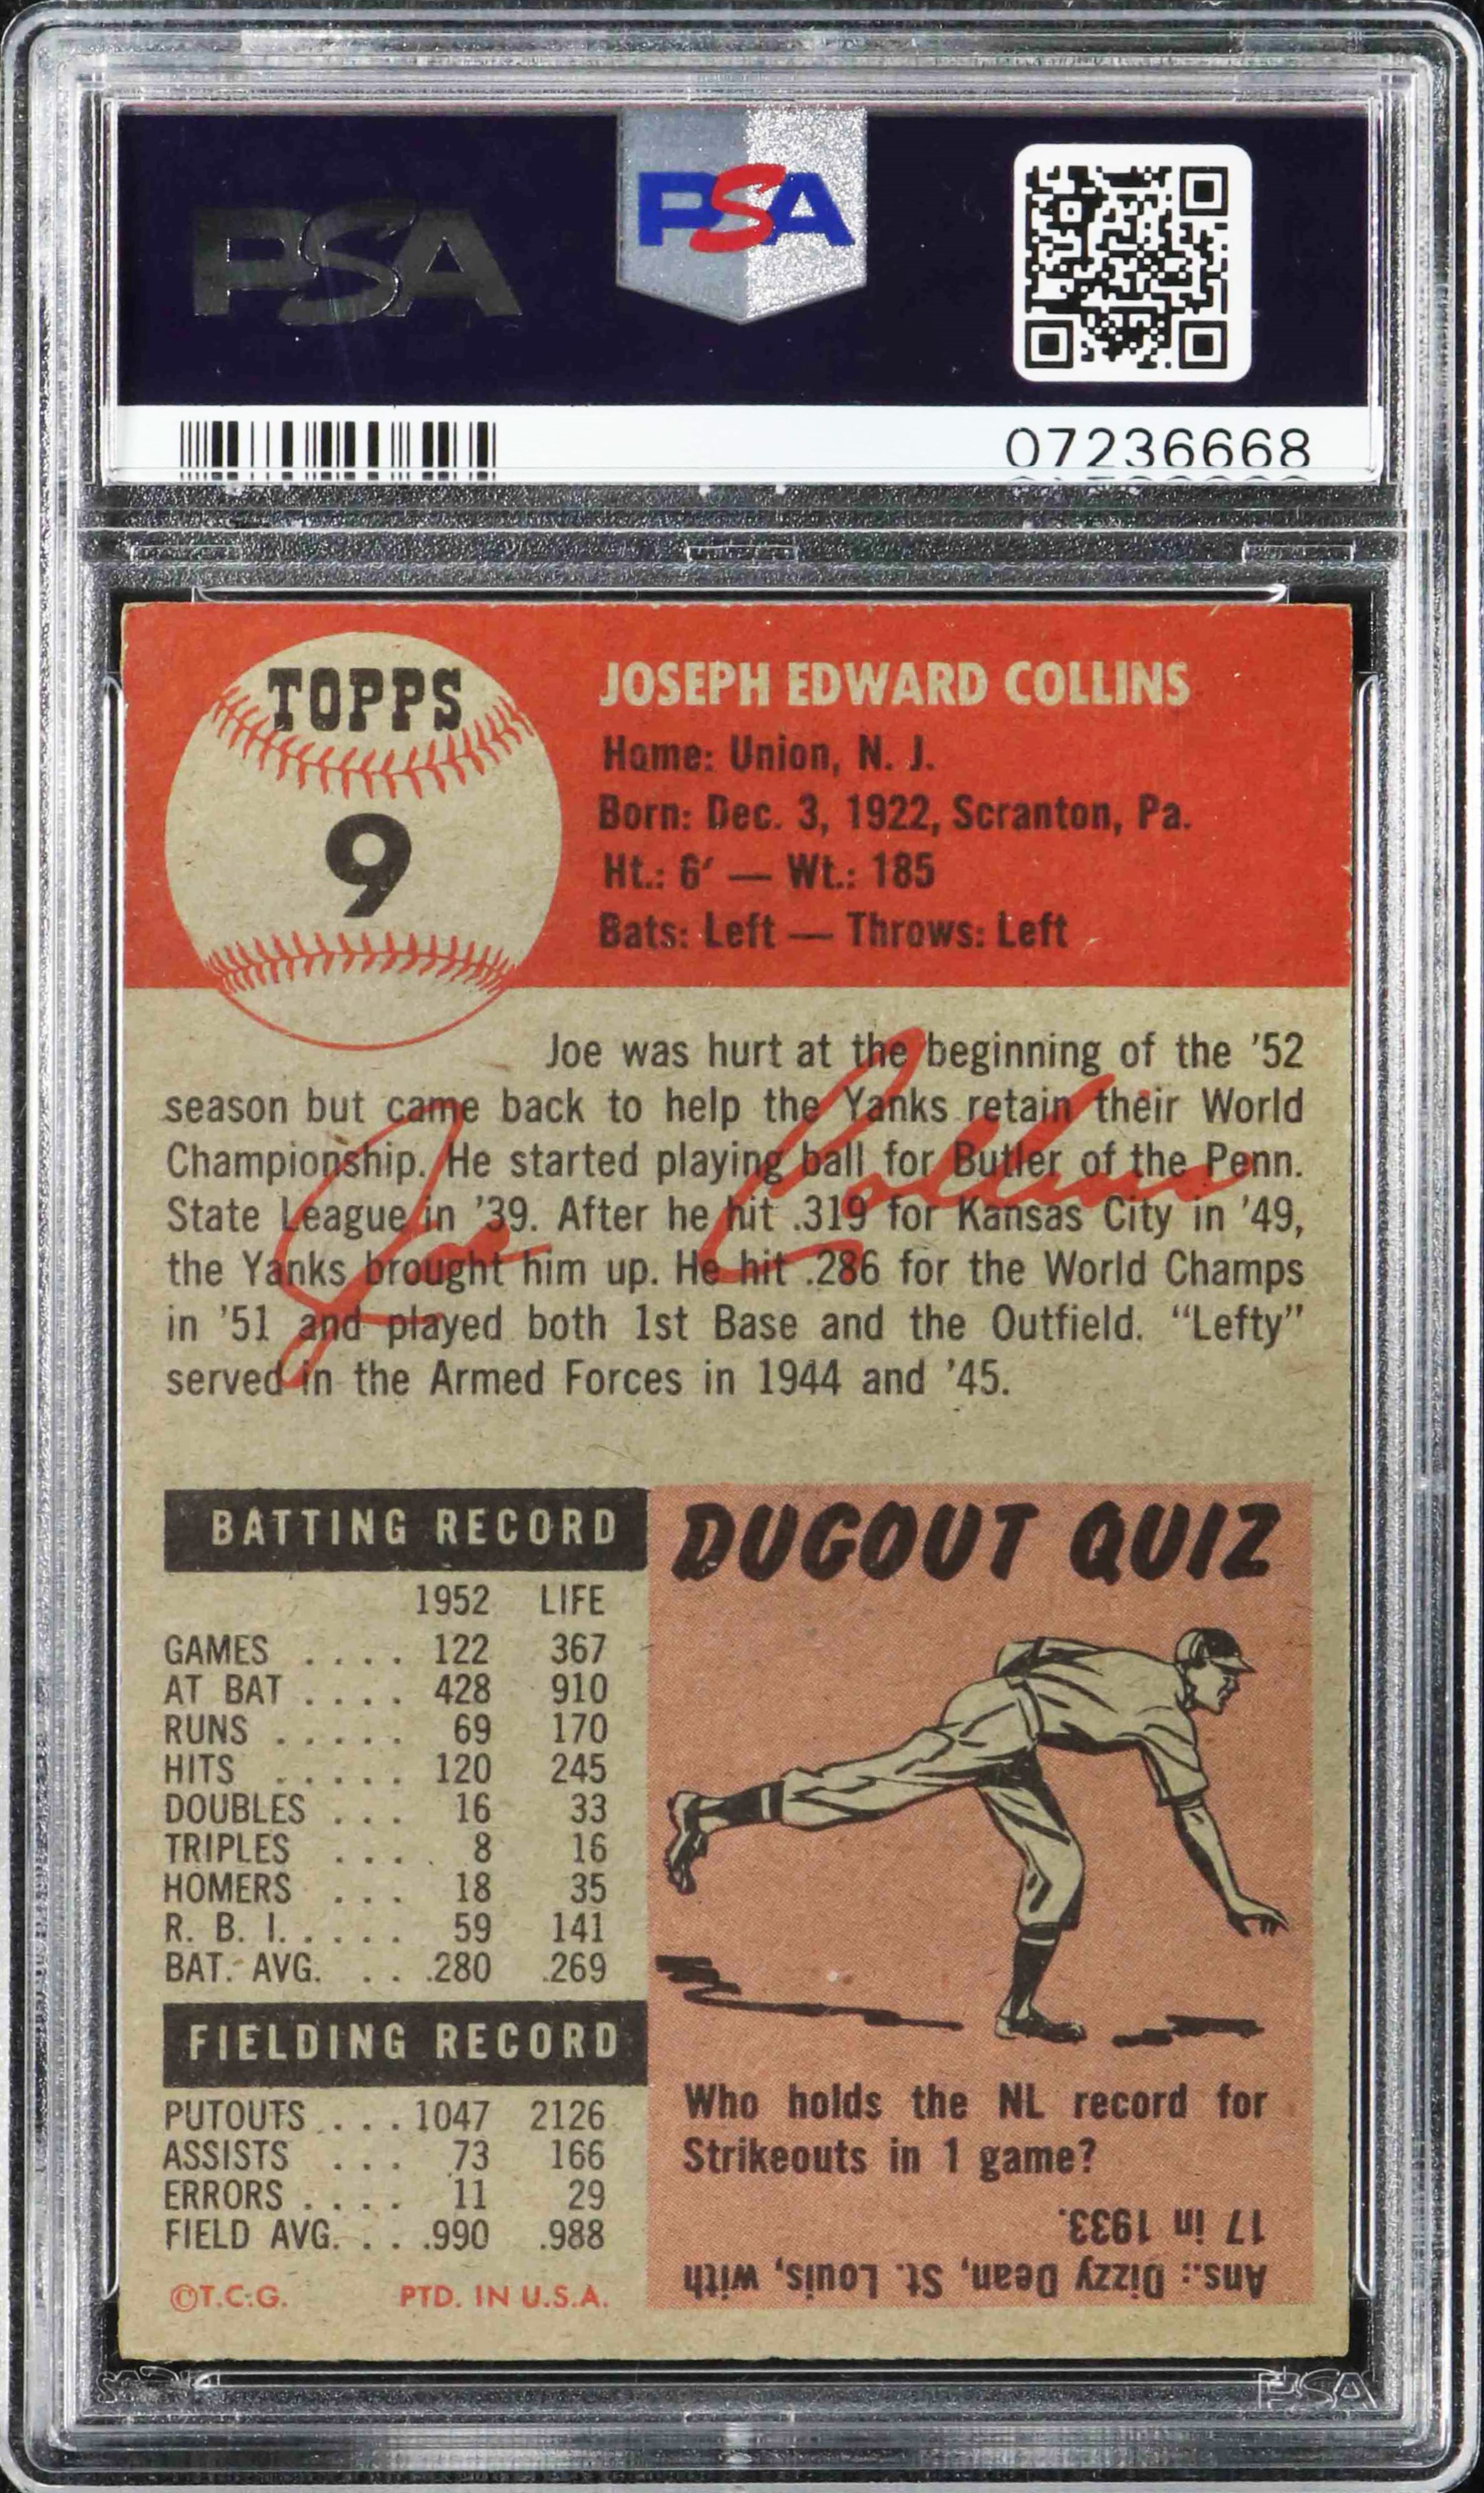 PSA
PSA
07236668
TOPPS
9
JOSEPH EDWARD COLLINS
Home: Union, N. J.
Born: Dec. 3, 1922, Scranton, Pa.
Ht.: 6' — Wt.: 185
Bats: Left — Throws: Left
Joe was hurt at the beginning of the '52
season but came back to help the Yanks retain their World
Championship. He started playing ball for Butler of the Penn.
State League in '39. After he hit .319 for Kansas City in '49,
the Yanks brought him up. He hit .286 for the World Champs
in '51 and played both 1st Base and the Outfield. “Lefty”
served in the Armed Forces in 1944 and '45.
Joe Collins
BATTING RECORD
1952 LIFE
GAMES .... 122 367
AT BAT .... 428 910
RUNS ..... 69 170
HITS ..... 120 245
DOUBLES ... 16 33
TRIPLES .... 8 16
HOMERS ... 18 35
R. B. I. .... 59 141
BAT. AVG. ... .280 .269
FIELDING RECORD
PUTOUTS .... 1047 2126
ASSISTS ... 73 166
ERRORS .... 11 29
FIELD AVG. ... .990 .988
©T.C.G. PTD. IN U.S.A.
DUGOUT QUIZ
Who holds the NL record for
Strikeouts in 1 game?
Ans.: Dizzy Dean, St. Louis, with
17 in 1933.
PSA